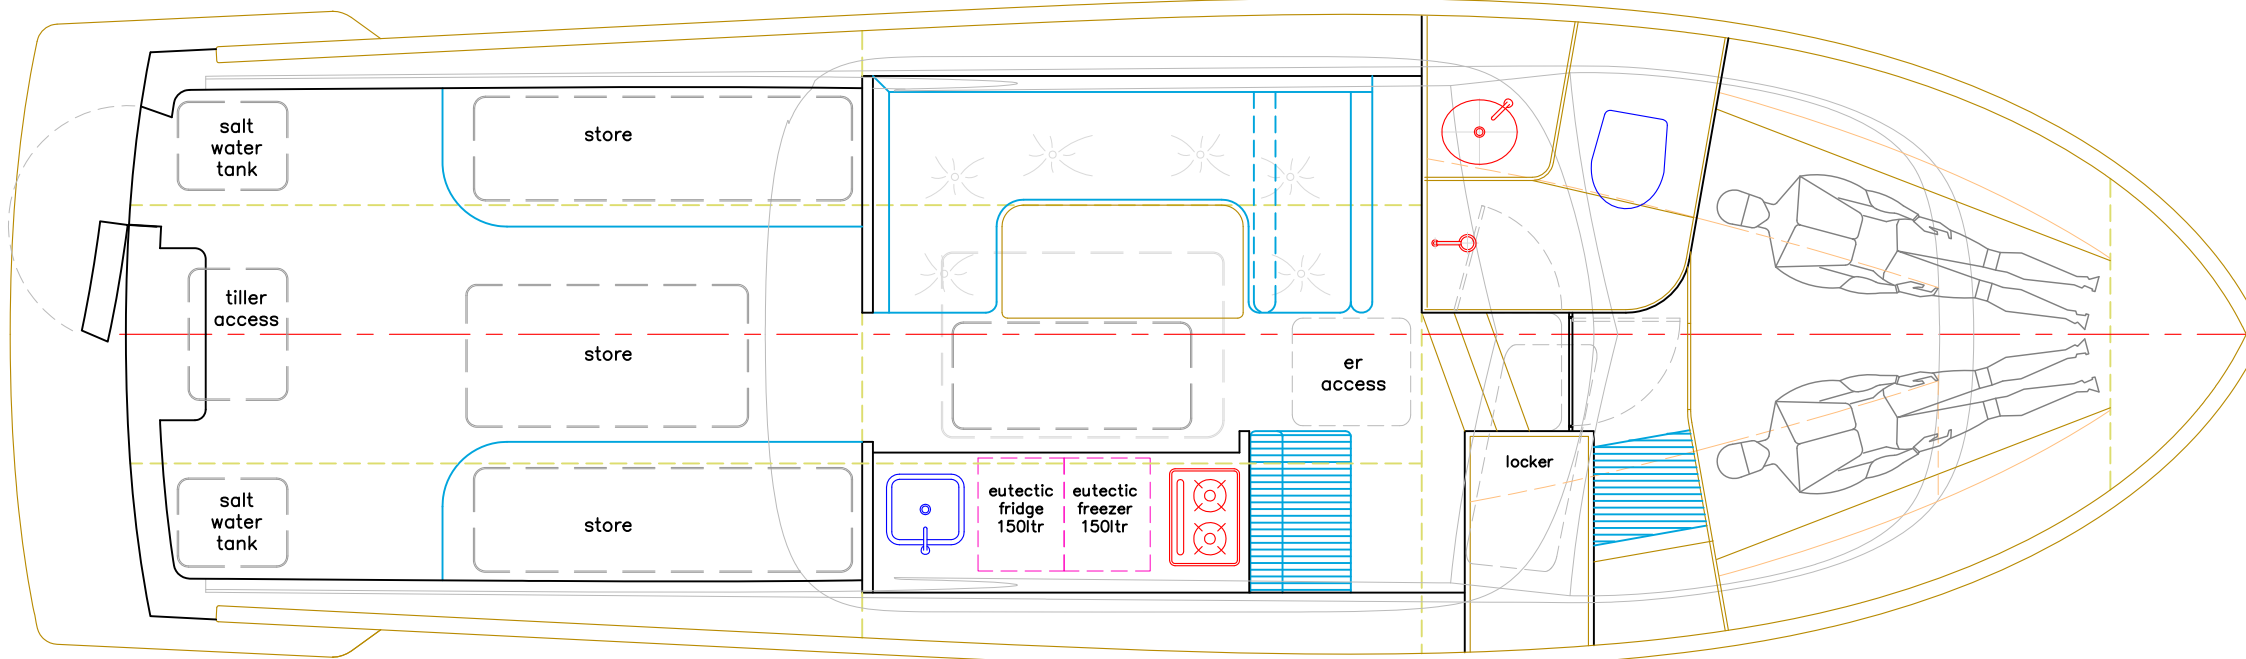 salt
water
tank
store
tiller
access
store
er
access
salt
water
tank
store
eutectic
fridge
150ltr
eutectic
freezer
150ltr
locker